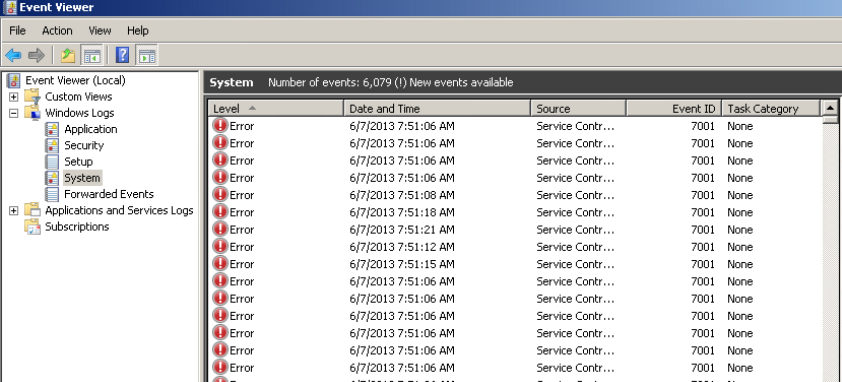 Event Viewer
File Action View Help
Event Viewer (Local)
Custom Views
Windows Logs
Application
Security
Setup
System
Forwarded Events
Applications and Services Logs
Subscriptions
System Number of events: 6,079 (!) New events available
Level Date and Time Source Event ID Task Category
Error 6/7/2013 7:51:06 AM Service Contr... 7001 None
Error 6/7/2013 7:51:06 AM Service Contr... 7001 None
Error 6/7/2013 7:51:06 AM Service Contr... 7001 None
Error 6/7/2013 7:51:06 AM Service Contr... 7001 None
Error 6/7/2013 7:51:08 AM Service Contr... 7001 None
Error 6/7/2013 7:51:18 AM Service Contr... 7001 None
Error 6/7/2013 7:51:21 AM Service Contr... 7001 None
Error 6/7/2013 7:51:12 AM Service Contr... 7001 None
Error 6/7/2013 7:51:15 AM Service Contr... 7001 None
Error 6/7/2013 7:51:06 AM Service Contr... 7001 None
Error 6/7/2013 7:51:06 AM Service Contr... 7001 None
Error 6/7/2013 7:51:06 AM Service Contr... 7001 None
Error 6/7/2013 7:51:06 AM Service Contr... 7001 None
Error 6/7/2013 7:51:06 AM Service Contr... 7001 None
Error 6/7/2013 7:51:06 AM Service Contr... 7001 None